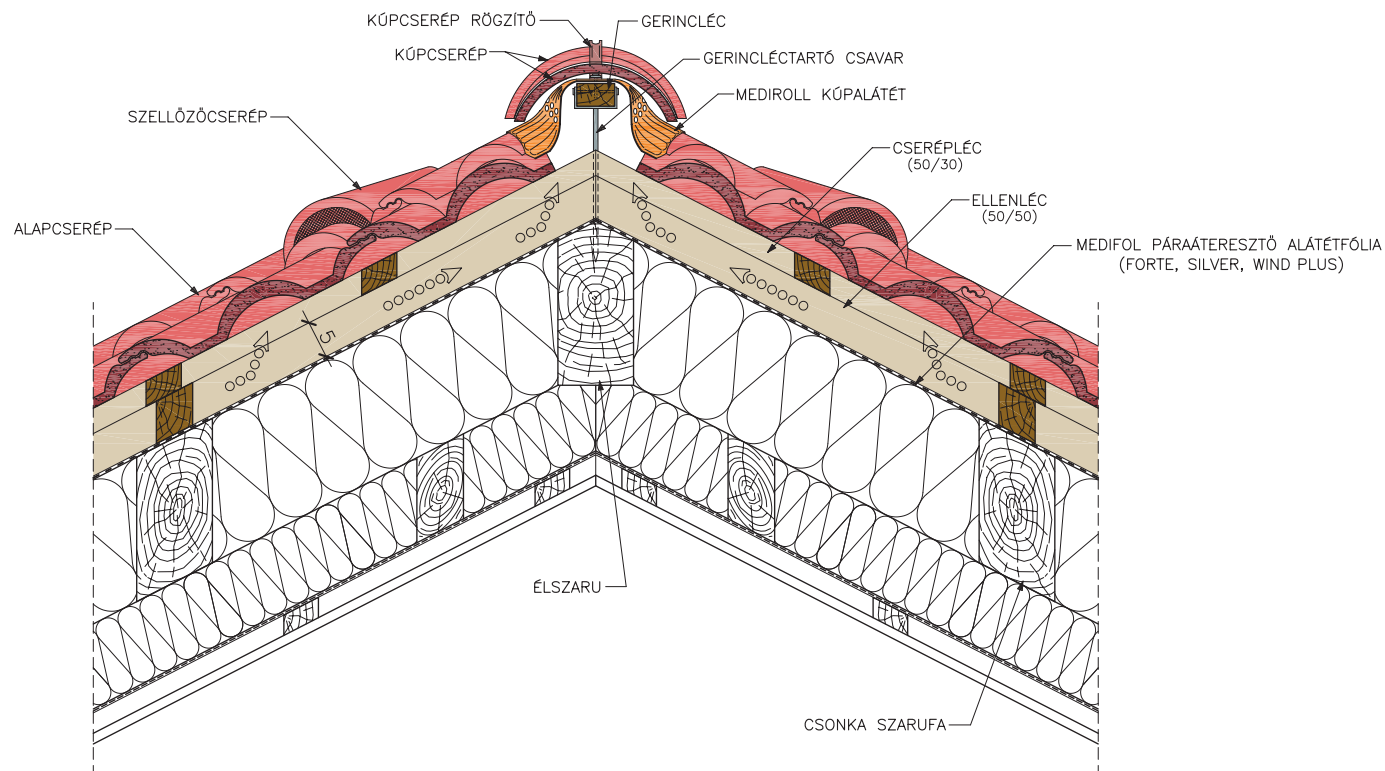 KÚPCSERÉP RÖGZÍTŐ
GERINCLÉC
KÚPCSERÉP
GERINCLÉCTARTÓ CSAVAR
MEDIROLL KÚPALÁTÉT
SZELLŐZŐCSERÉP
CSERÉPLÉC
(50/30)
ELLENLÉC
(50/50)
ALAPCSERÉP
MEDIFOL PÁRAÁTERESZTŐ ALÁTÉTFÓLIA
(FORTE, SILVER, WIND PLUS)
5
ÉLSZARU
CSONKA SZARUFA